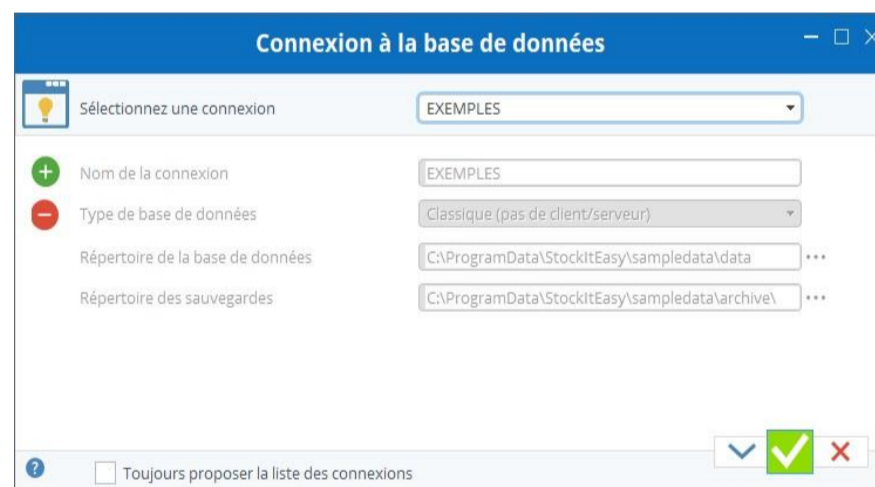 Connexion à la base de données
Sélectionnez une connexion EXEMPLES
Nom de la connexion EXEMPLES
Type de base de données Classique (pas de client/serveur)
Répertoire de la base de données C:\ProgramData\StockItEasy\sampledata\data ...
Répertoire des sauvegardes C:\ProgramData\StockItEasy\sampledata\archive\ ...
? Toujours proposer la liste des connexions